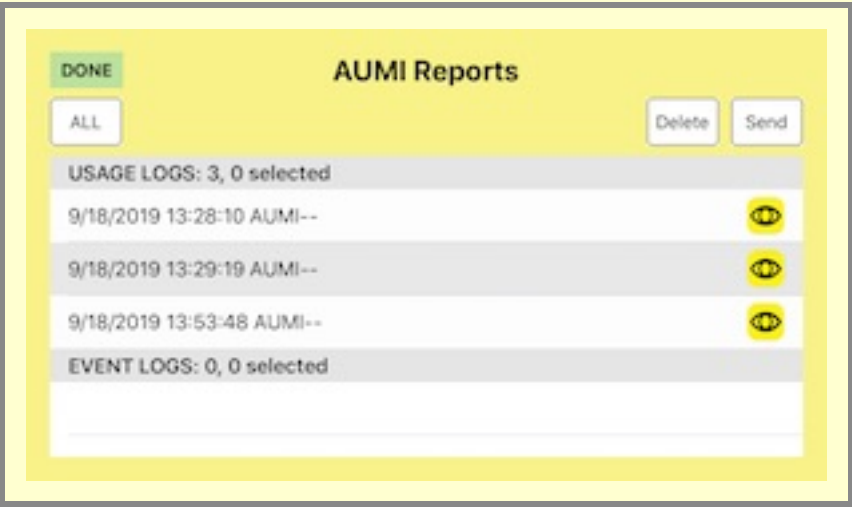 DONE AUMI Reports
ALL Delete Send
USAGE LOGS: 3, 0 selected
9/18/2019 13:28:10 AUMI--
9/18/2019 13:29:19 AUMI--
9/18/2019 13:53:48 AUMI--
EVENT LOGS: 0, 0 selected